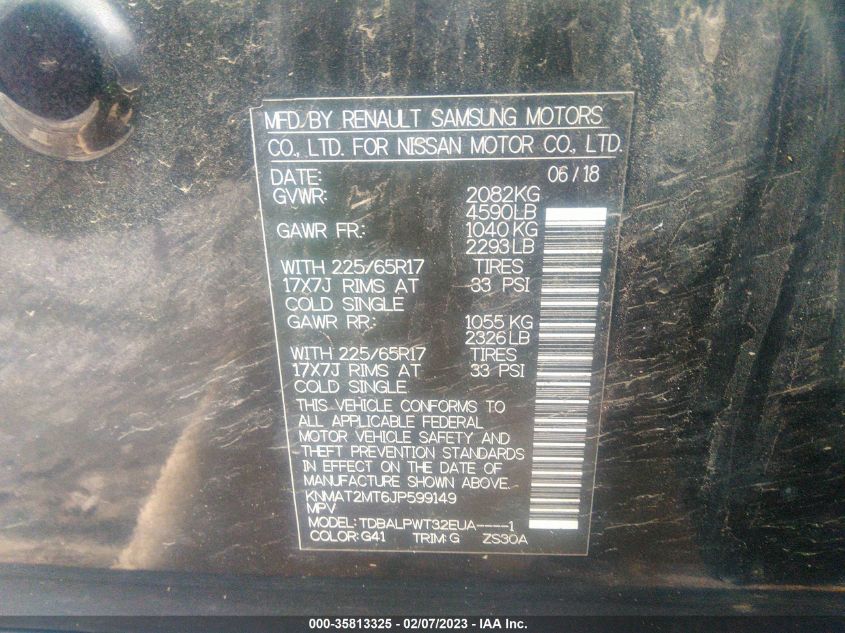 MFD. BY RENAULT SAMSUNG MOTORS
CO., LTD. FOR NISSAN MOTOR CO., LTD.
DATE: 06/18
GVWR: 2082KG
4590LB
GAWR FR: 1040KG
2293LB
WITH 225/65R17 TIRES
17X7J RIMS AT 33 PSI
COLD SINGLE
GAWR RR: 1055KG
2326LB
WITH 225/65R17 TIRES
17X7J RIMS AT 33 PSI
COLD SINGLE
THIS VEHICLE CONFORMS TO
ALL APPLICABLE FEDERAL
MOTOR VEHICLE SAFETY AND
THEFT PREVENTION STANDARDS
IN EFFECT ON THE DATE OF
MANUFACTURE SHOWN ABOVE.
KNMAT2MT6JP599149
MPV
MODEL: TDBALPWT32EUA----1
COLOR: G41 TRIM: G ZS30A
000-35813325 - 02/07/2023 - IAA Inc.